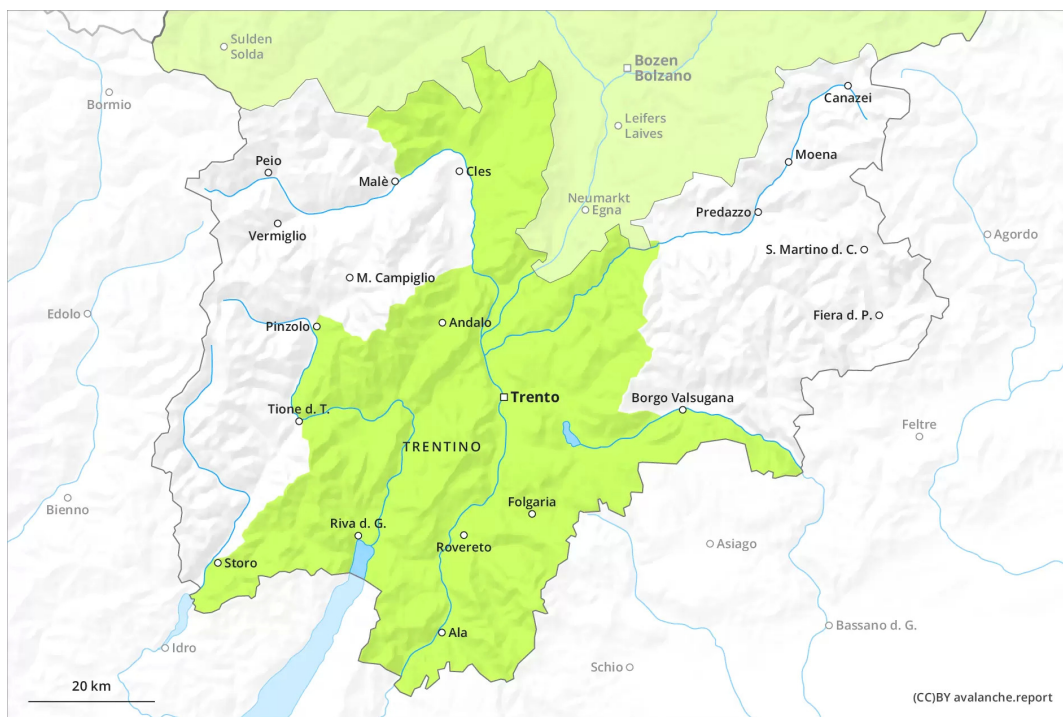 Sulden
Solda
Bozen
Bolzano
Bormio
Canazei
Leifers
Laives
Moena
Peio
Malè
Cles
Neumarkt
Egna
Predazzo
Vermiglio
Agordo
S. Martino d. C.
M. Campiglio
Edolo
Pinzolo
Andalo
Fiera d. P.
Trento
Borgo Valsugana
Tione d. T.
Feltre
TRENTINO
Bienno
Folgaria
Riva d. G.
Rovereto
Asiago
Storo
Ala
Bassano d. G.
Idro
Schio
20 km
(CC)BY avalanche.report